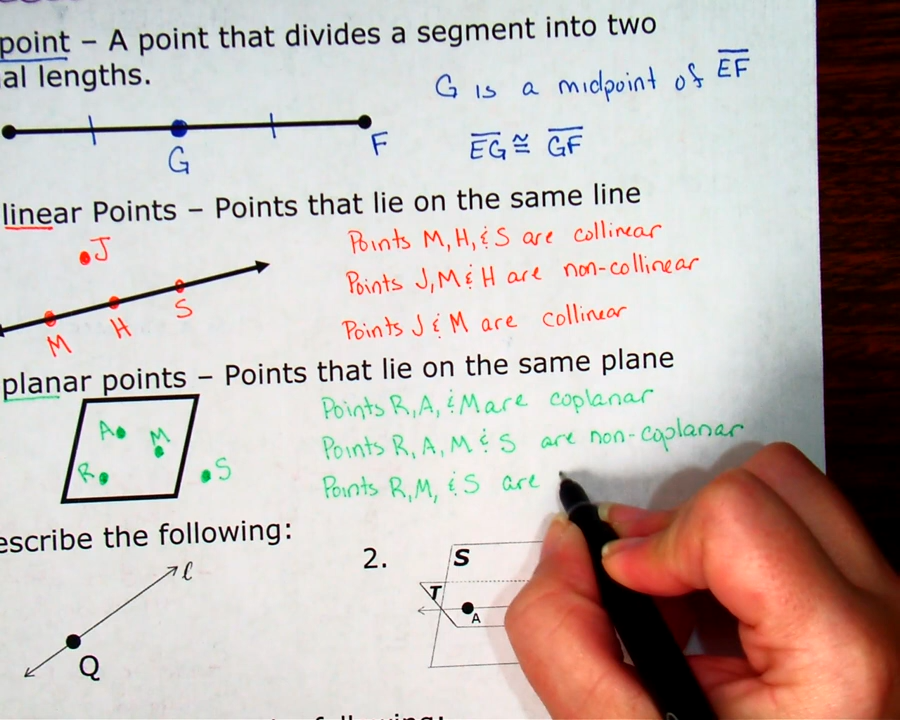 point – A point that divides a segment into two
al lengths.
G is a midpoint of EF
EG ≅ GF
G
F
linear Points – Points that lie on the same line
J
M
H
S
Points M, H, & S are collinear
Points J, M & H are non-collinear
Points J & M are collinear
planar points – Points that lie on the same plane
A
M
R
S
Points R, A, & M are coplanar
Points R, A, M & S are non-coplanar
Points R, M, & S are
escribe the following:
ℓ
Q
2.
S
T
A
following: